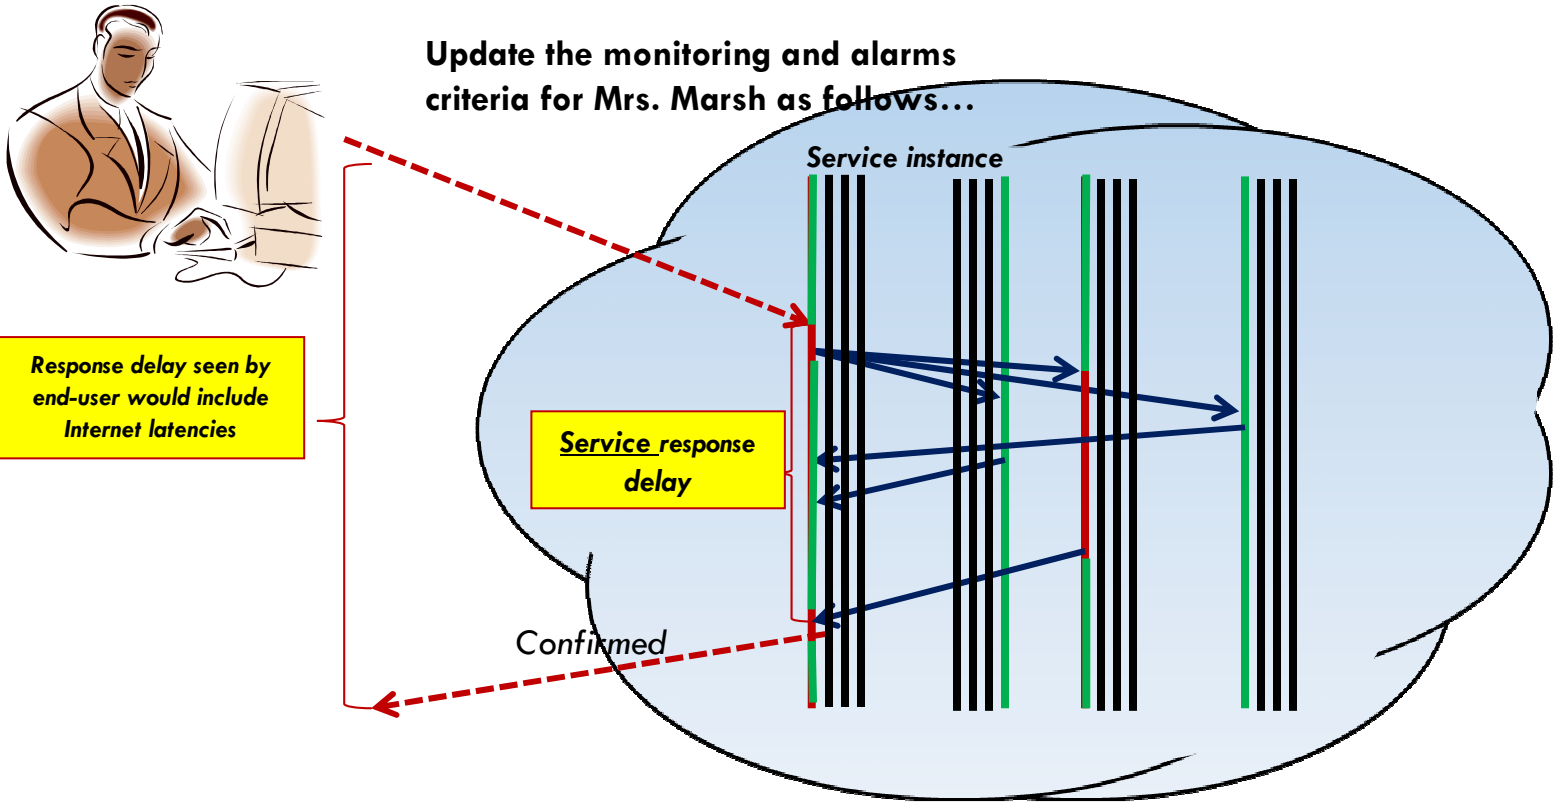 Update the monitoring and alarms
criteria for Mrs. Marsh as follows…
Service instance
Response delay seen by
end-user would include
Internet latencies
Service response
delay
Confirmed